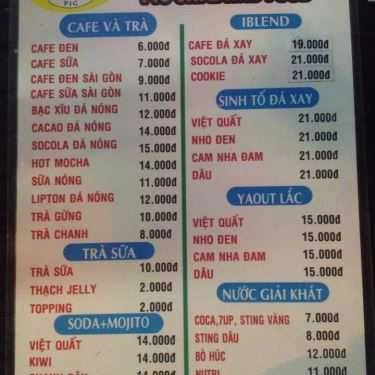 PIG
CAFE VÀ TRÀ
CAFE ĐEN 6.000đ
CAFE SỮA 7.000đ
CAFE ĐEN SÀI GÒN 9.000đ
CAFE SỮA SÀI GÒN 11.000đ
BẠC XĨU ĐÁ NÓNG 12.000đ
CACAO ĐÁ NÓNG 14.000đ
SOCOLA ĐÁ NÓNG 15.000đ
HOT MOCHA 14.000đ
SỮA NÓNG 11.000đ
LIPTON ĐÁ NÓNG 12.000đ
TRÀ GỪNG 10.000đ
TRÀ CHANH 8.000đ
TRÀ SỮA
TRÀ SỮA 10.000đ
THẠCH JELLY 2.000đ
TOPPING 2.000đ
SODA+MOJITO
VIỆT QUẤT 14.000đ
KIWI 14.000đ
IBLEND
CAFE ĐÁ XAY 19.000đ
SOCOLA ĐÁ XAY 21.000đ
COOKIE 21.000đ
SINH TỐ ĐÁ XAY
VIỆT QUẤT 21.000đ
NHO ĐEN 21.000đ
CAM NHA ĐAM 21.000đ
DÂU 21.000đ
YAOUT LẮC
VIỆT QUẤT 15.000đ
NHO ĐEN 15.000đ
CAM NHA ĐAM 15.000đ
DÂU 15.000đ
NƯỚC GIẢI KHÁT
COCA,7UP, STING VÀNG 7.000đ
STING DÂU 8.000đ
BÒ HÚC 12.000đ
NUTRI 11.000đ